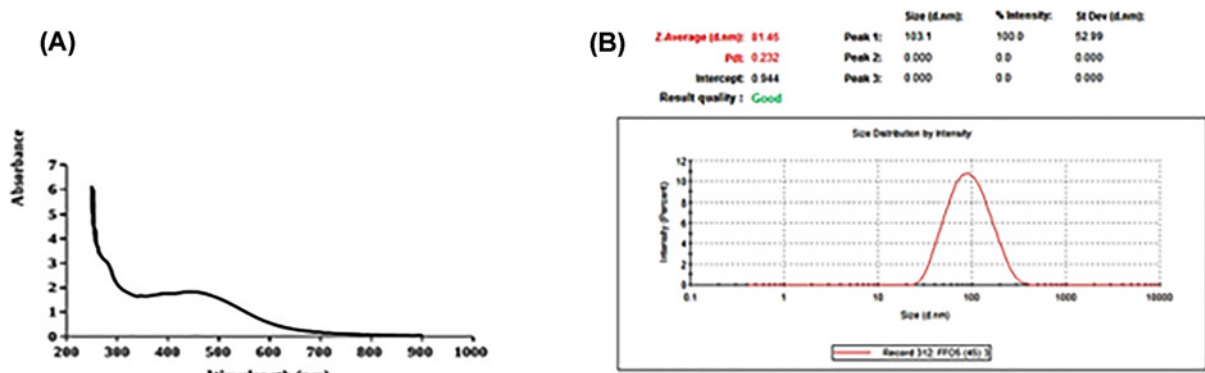 (A)
Absorbance
7
6
5
4
3
2
1
0
200 300 400 500 600 700 800 900 1000
(B)
Size (d.nm): % Intensity: St Dev (d.nm):
Z-Average (d.nm): 81.46 Peak 1: 103.1 100.0 52.99
PdI: 0.232 Peak 2: 0.000 0.0 0.000
Intercept: 0.944 Peak 3: 0.000 0.0 0.000
Result quality : Good
Size Distribution by Intensity
Intensity (Percent)
12
10
8
6
4
2
0
0.1 1 10 100 1000 10000
Size (d.nm)
Record 312: (45) 3